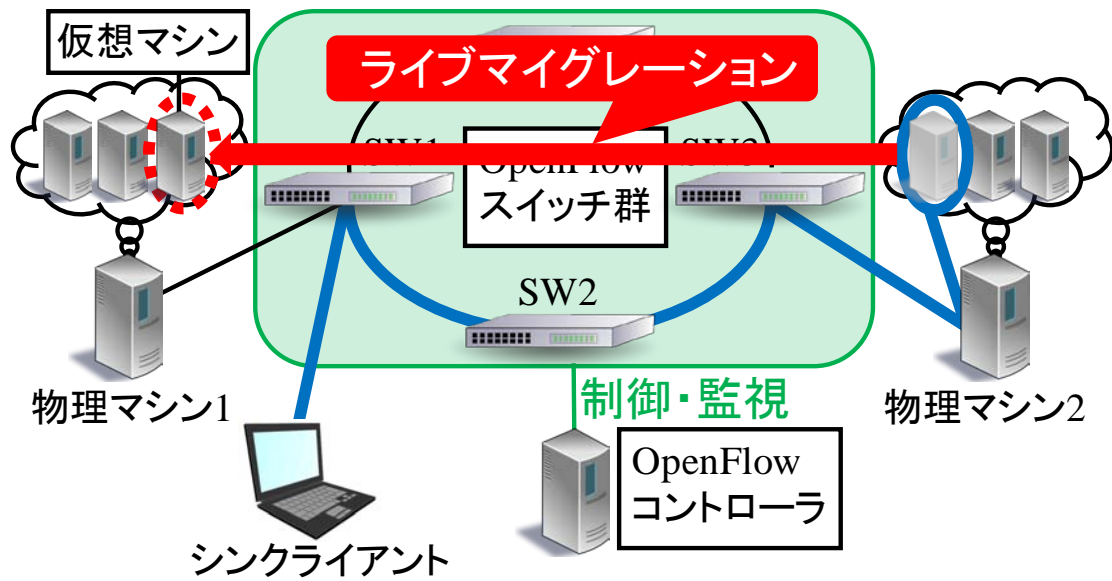 仮想マシン
ライブマイグレーション
OpenFlow
スイッチ群
SW2
物理マシン1
制御・監視
物理マシン2
OpenFlow
コントローラ
シンクライアント